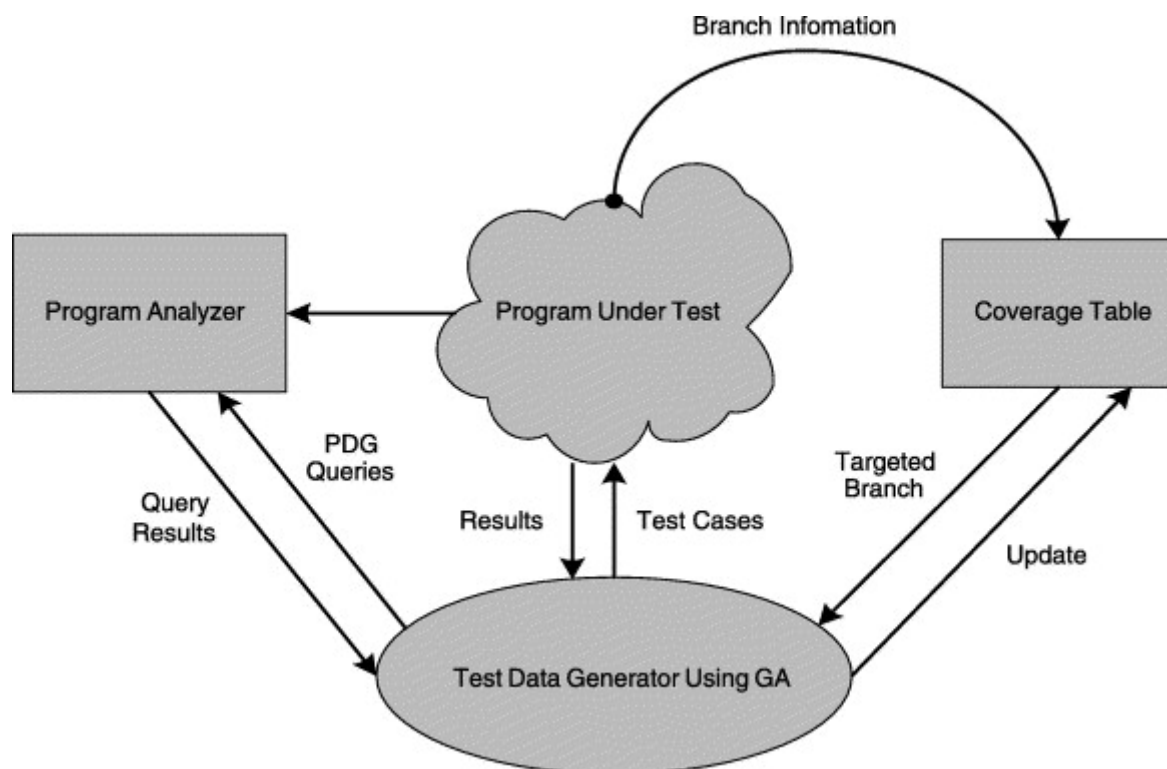 Branch Infomation
Program Analyzer
Program Under Test
Coverage Table
PDG
Queries
Query
Results
Results
Test Cases
Targeted
Branch
Update
Test Data Generator Using GA